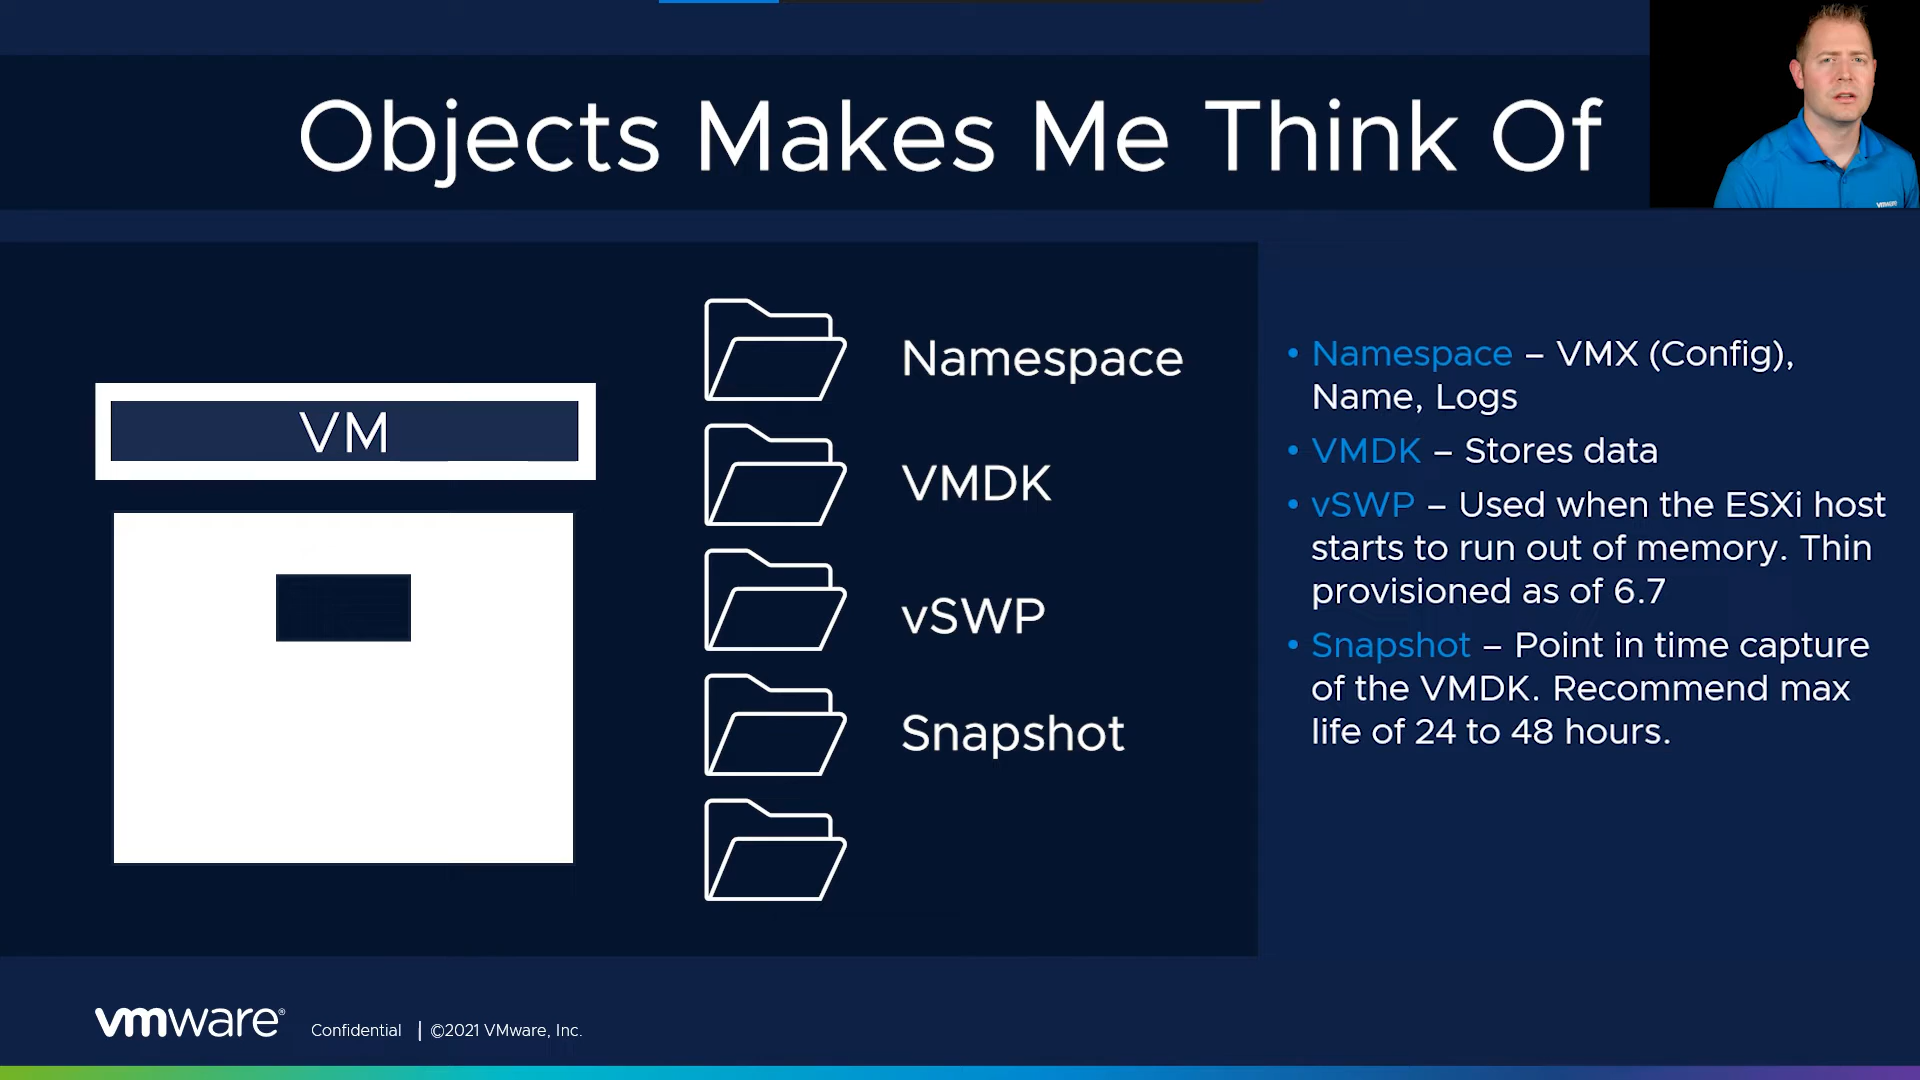 Objects Makes Me Think Of
VM
Namespace
VMDK
vSWP
Snapshot
• Namespace – VMX (Config),
Name, Logs
• VMDK – Stores data
• vSWP – Used when the ESXi host
starts to run out of memory. Thin
provisioned as of 6.7
• Snapshot – Point in time capture
of the VMDK. Recommend max
life of 24 to 48 hours.
vmware®
Confidential | ©2021 VMware, Inc.
vmware